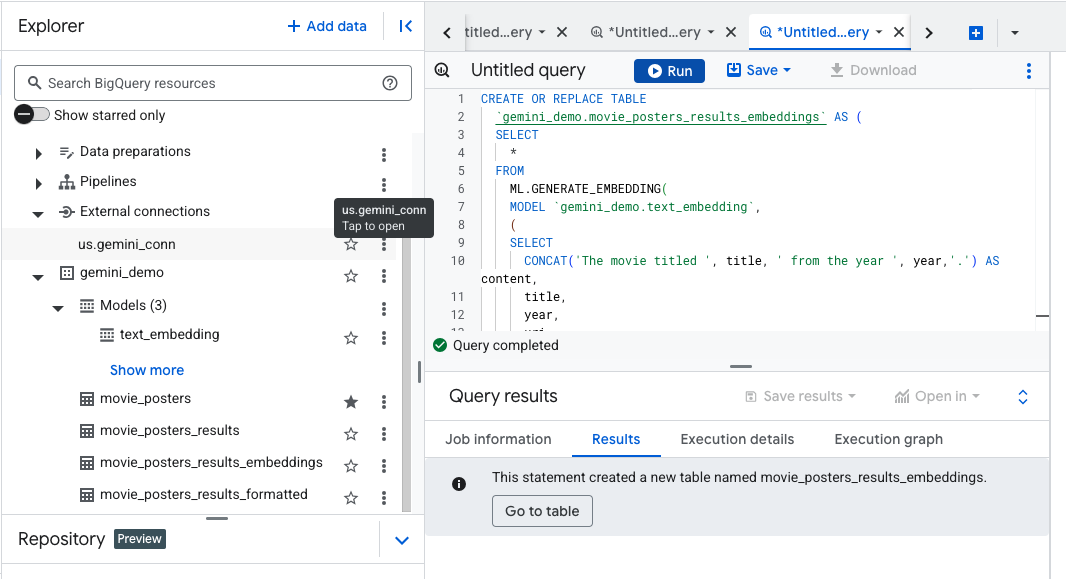 Explorer
Add data
Search BigQuery resources
Show starred only
Data preparations
Pipelines
External connections
us.gemini_conn
Tap to open
us.gemini_conn
gemini_demo
Models (3)
text_embedding
Show more
movie_posters
movie_posters_results
movie_posters_results_embeddings
movie_posters_results_formatted
Repository
Preview
titled...ery
*Untitled...ery
*Untitled...ery
Untitled query
Run
Save
Download
1 CREATE OR REPLACE TABLE
2 `gemini_demo.movie_posters_results_embeddings` AS (
3 SELECT
4 *
5 FROM
6 ML.GENERATE_EMBEDDING(
7 MODEL `gemini_demo.text_embedding`,
8 (
9 SELECT
10 CONCAT('The movie titled ', title, ' from the year ', year,'.') AS
content,
11 title,
12 year,
Query completed
Query results
Save results
Open in
Job information
Results
Execution details
Execution graph
This statement created a new table named movie_posters_results_embeddings.
Go to table